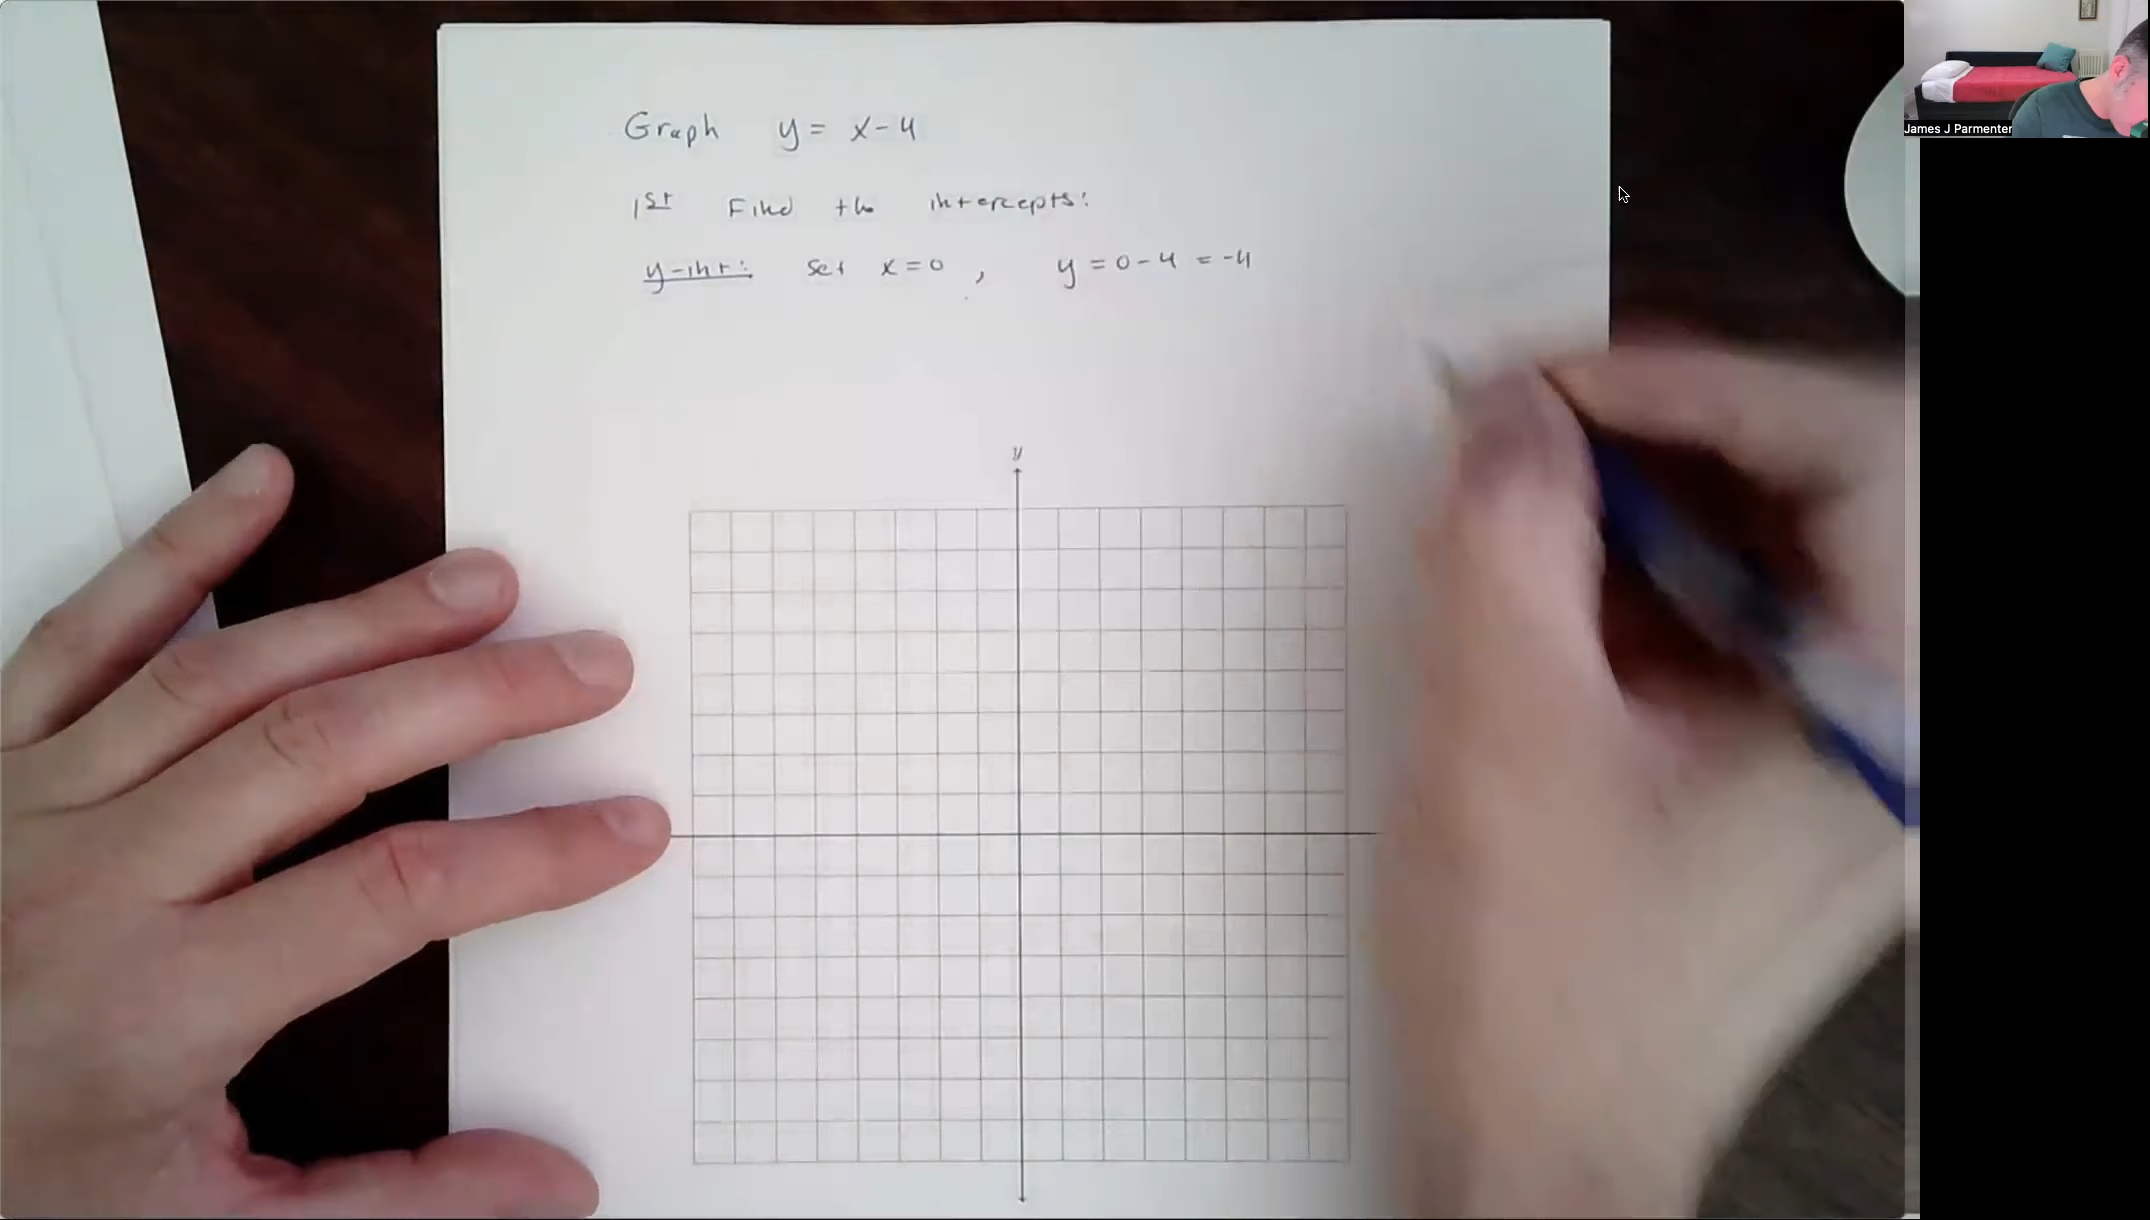 Graph y = x - 4
1st Find the intercepts:
y-int: Set x = 0 , y = 0 - 4 = -4
y
James J Parmenter